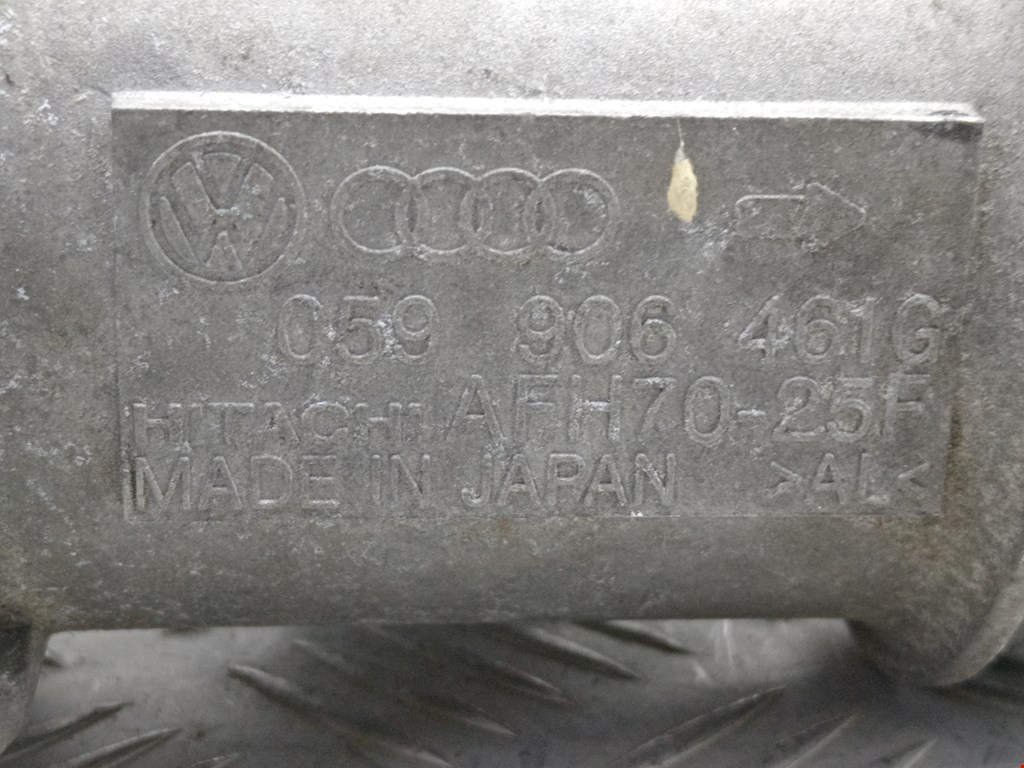 059 906 461G
HITACHI AFH70-25F
MADE IN JAPAN >AL<